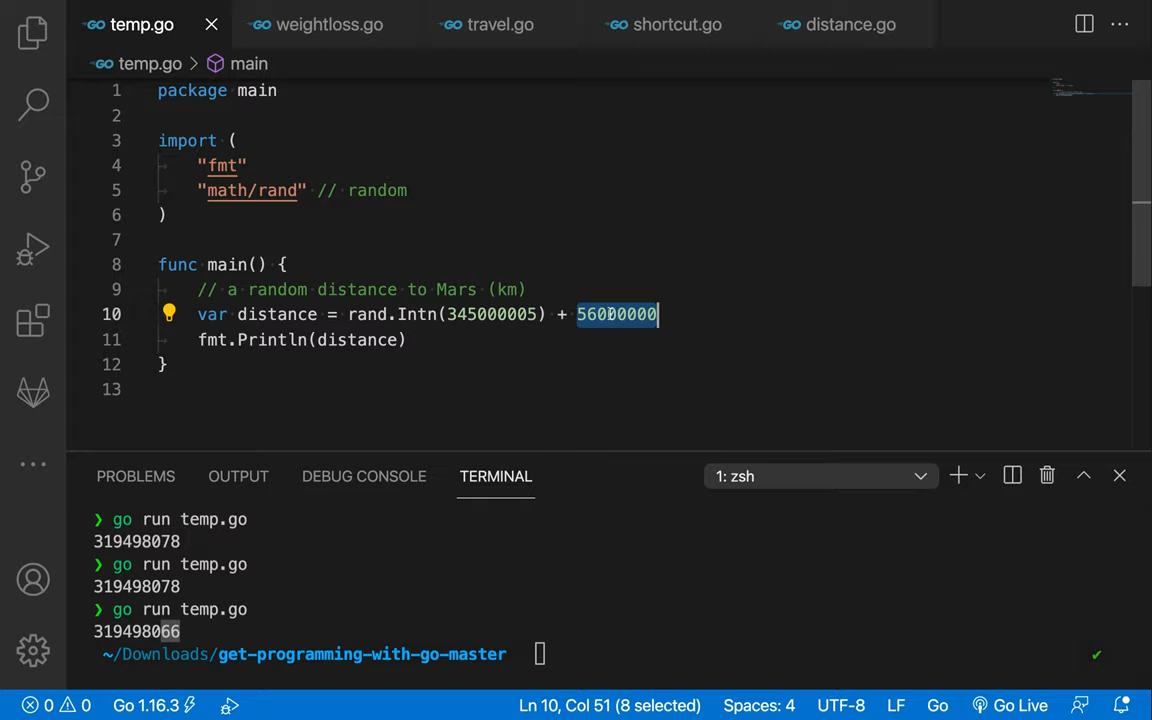 temp.go weightloss.go travel.go shortcut.go distance.go
temp.go > main
1 package main
2
3 import (
4 "fmt"
5 "math/rand" // random
6 )
7
8 func main() {
9 // a random distance to Mars (km)
10 var distance = rand.Intn(345000005) + 56000000
11 fmt.Println(distance)
12 }
13
PROBLEMS OUTPUT DEBUG CONSOLE TERMINAL 1: zsh
❯ go run temp.go
319498078
❯ go run temp.go
319498078
❯ go run temp.go
319498066
~/Downloads/get-programming-with-go-master
0 0 Go 1.16.3 Ln 10, Col 51 (8 selected) Spaces: 4 UTF-8 LF Go Go Live